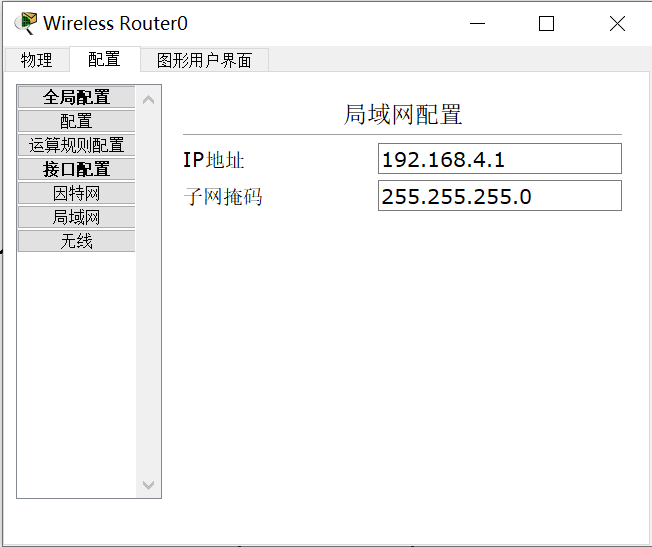 Wireless Router0
物理 配置 图形用户界面
全局配置
配置
运算规则配置
接口配置
因特网
局域网
无线
局域网配置
IP地址 192.168.4.1
子网掩码 255.255.255.0